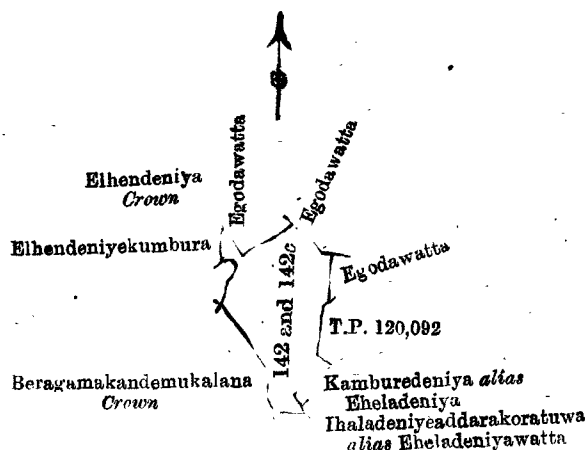 Elhendeniya
Crown
Egodawatta
Egodawatta
Elhendeniyekumbura
Egodawatta
142 and 142c
T.P. 120,092
Beragamakandemukalana
Crown
Kamburedeniya alias
Eheladeniya
Ihaladeniyeaddarakoratuwa
alias Eheladeniyawatta